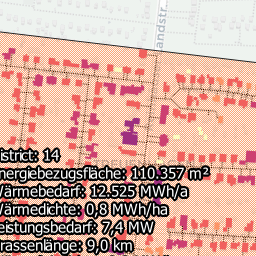 andstr.
istrict: 14
nergiebezugsfläche: 110.357 m²
ärmebedarf: 12.525 MWh/a
ärmedichte: 0,8 MWh/ha
eistungsbedarf: 7,4 MW
rassenlänge: 9,0 km